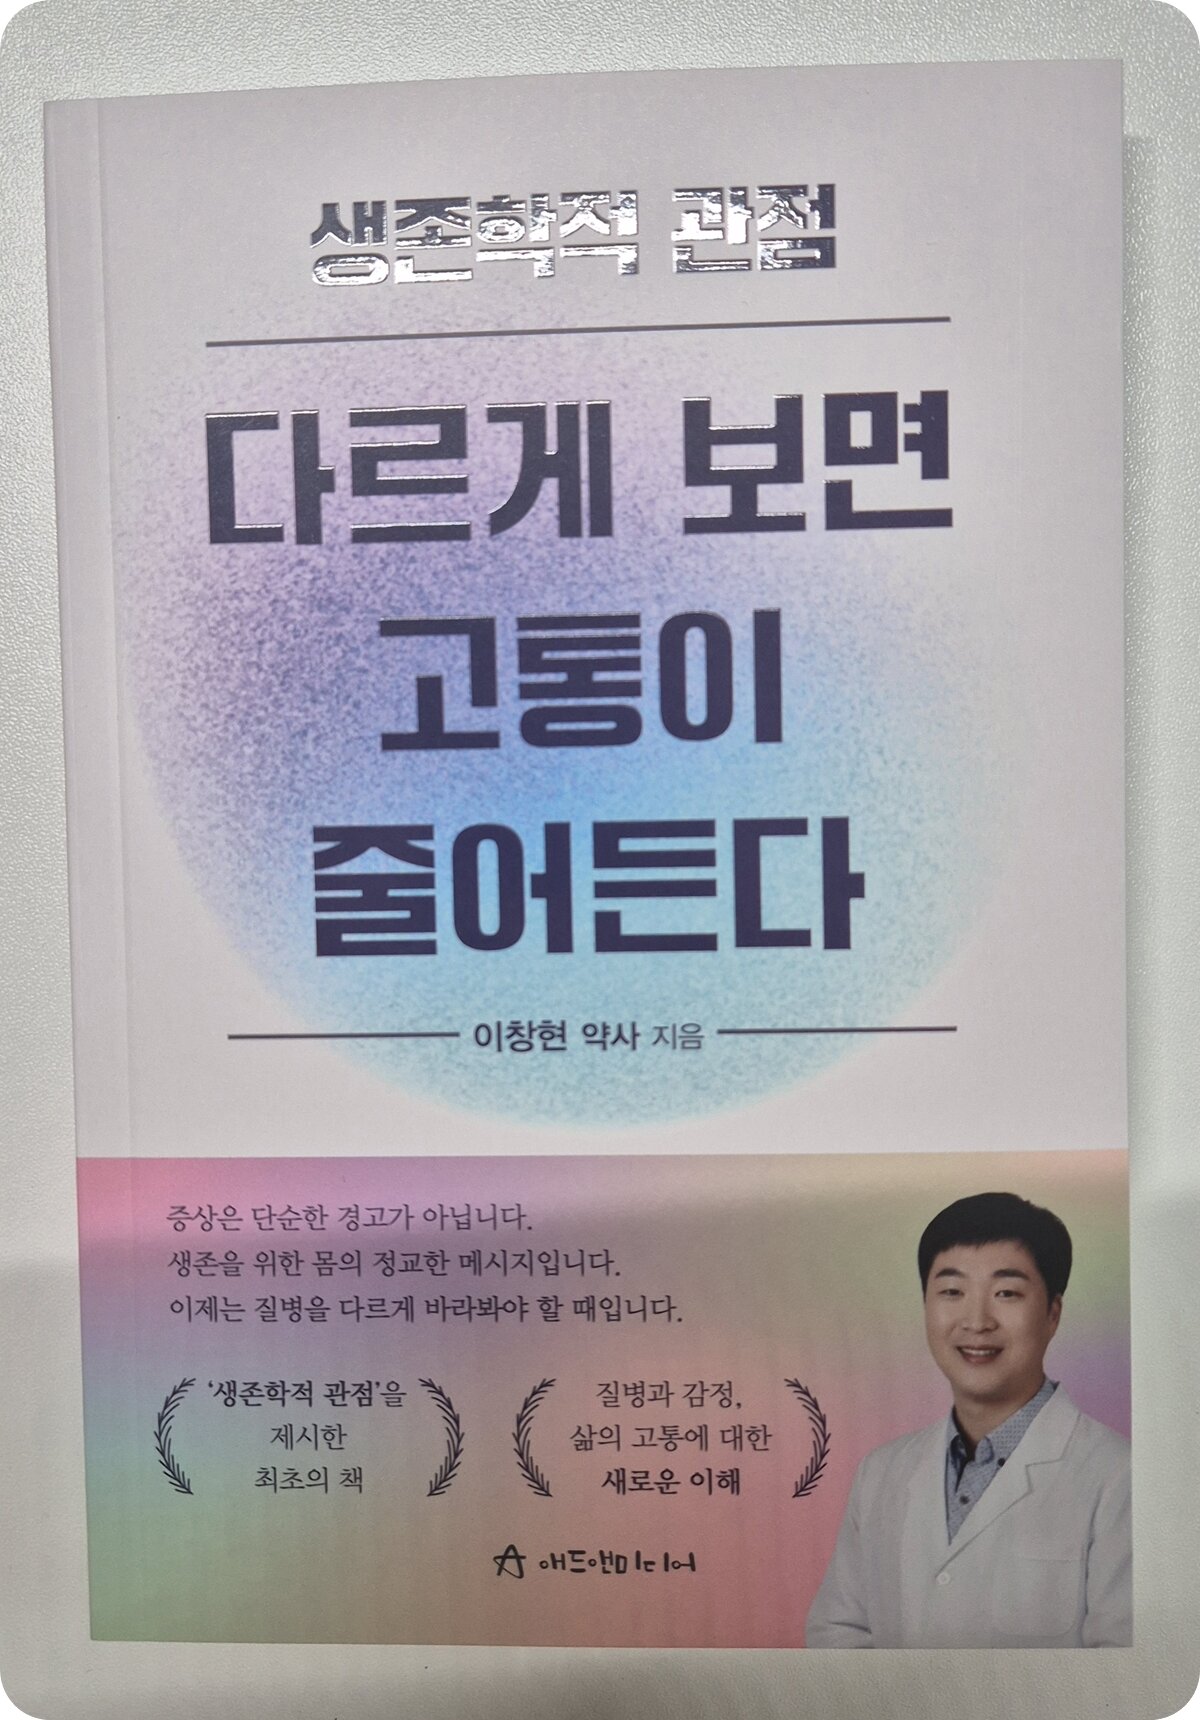 생존학적 관점
다르게 보면
고통이
줄어든다
이창현 약사 지음
증상은 단순한 경고가 아닙니다.
생존을 위한 몸의 정교한 메시지입니다.
이제는 질병을 다르게 바라봐야 할 때입니다.
'생존학적 관점'을
제시한
최초의 책
질병과 감정,
삶의 고통에 대한
새로운 이해
애드앤미디어